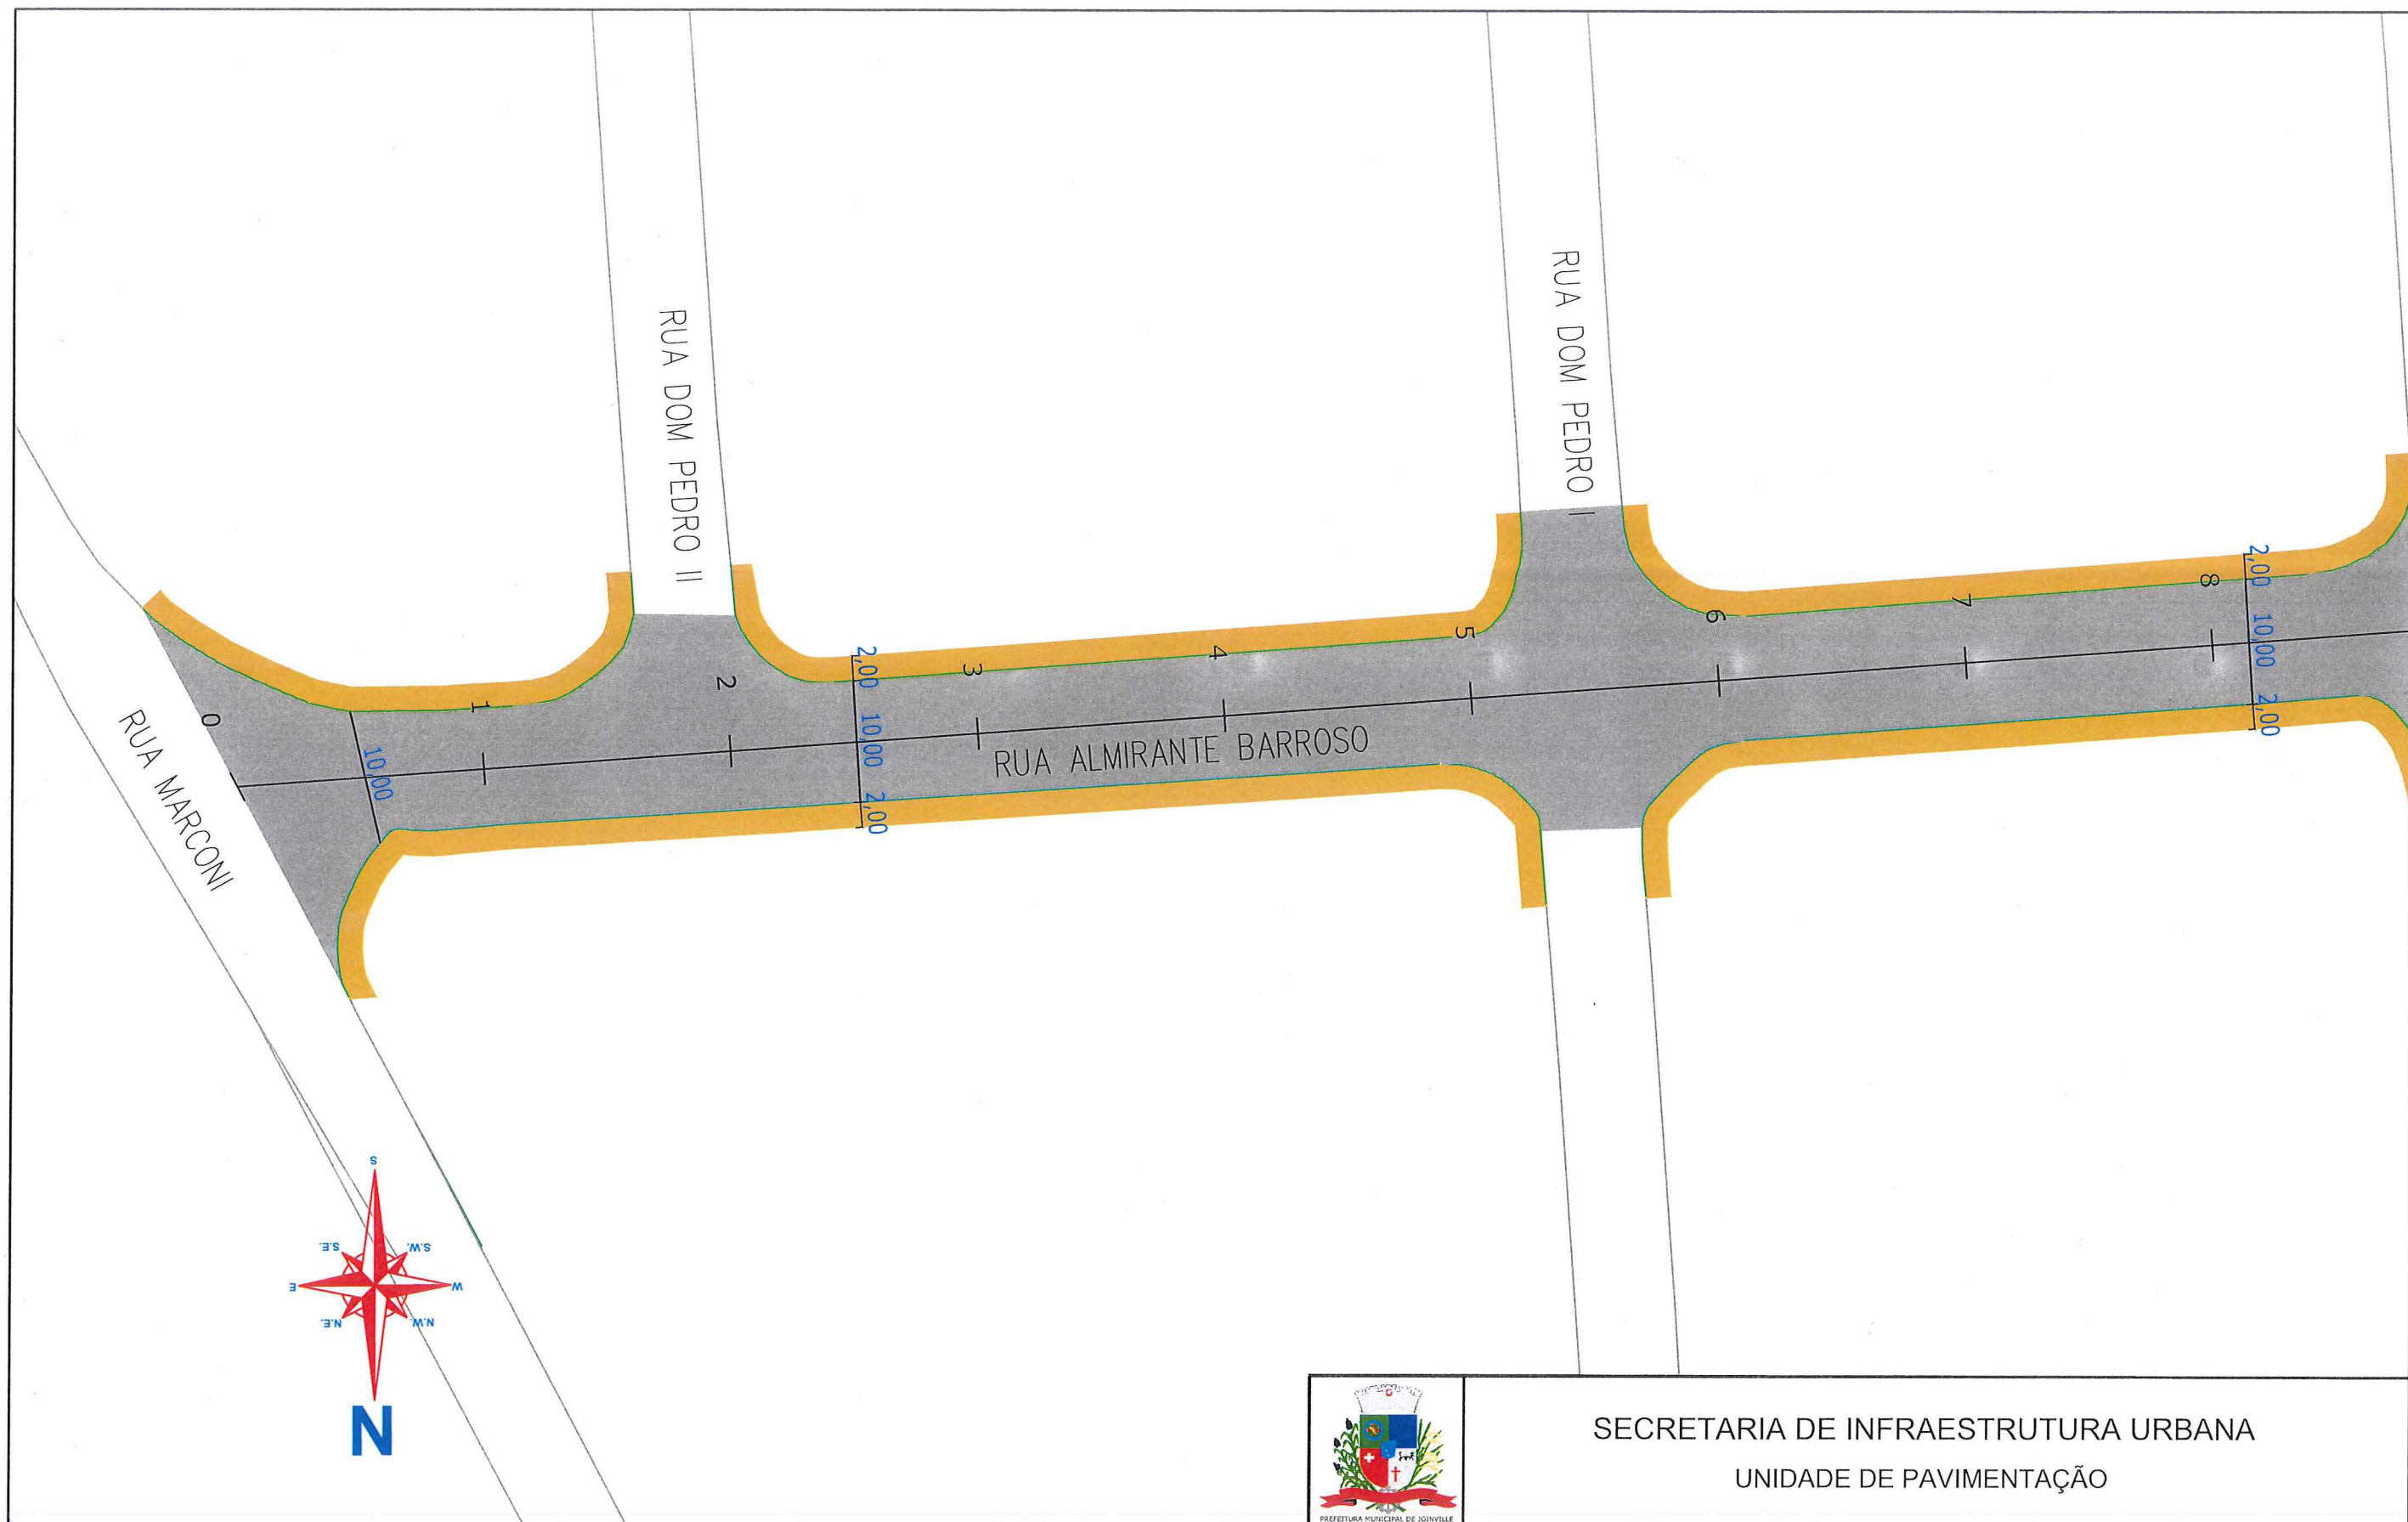 RUA DOM PEDRO II
RUA DOM PEDRO I
RUA MARCONI
0
10,00
1
2
2,00
10,00
2,00
3
4
RUA ALMIRANTE BARROSO
5
6
7
8
2,00
10,00
2,00
S
S.E.
S.W.
E
W
N.E.
N.W.
N
PREFEITURA MUNICIPAL DE JOINVILLE
SECRETARIA DE INFRAESTRUTURA URBANA
UNIDADE DE PAVIMENTAÇÃO